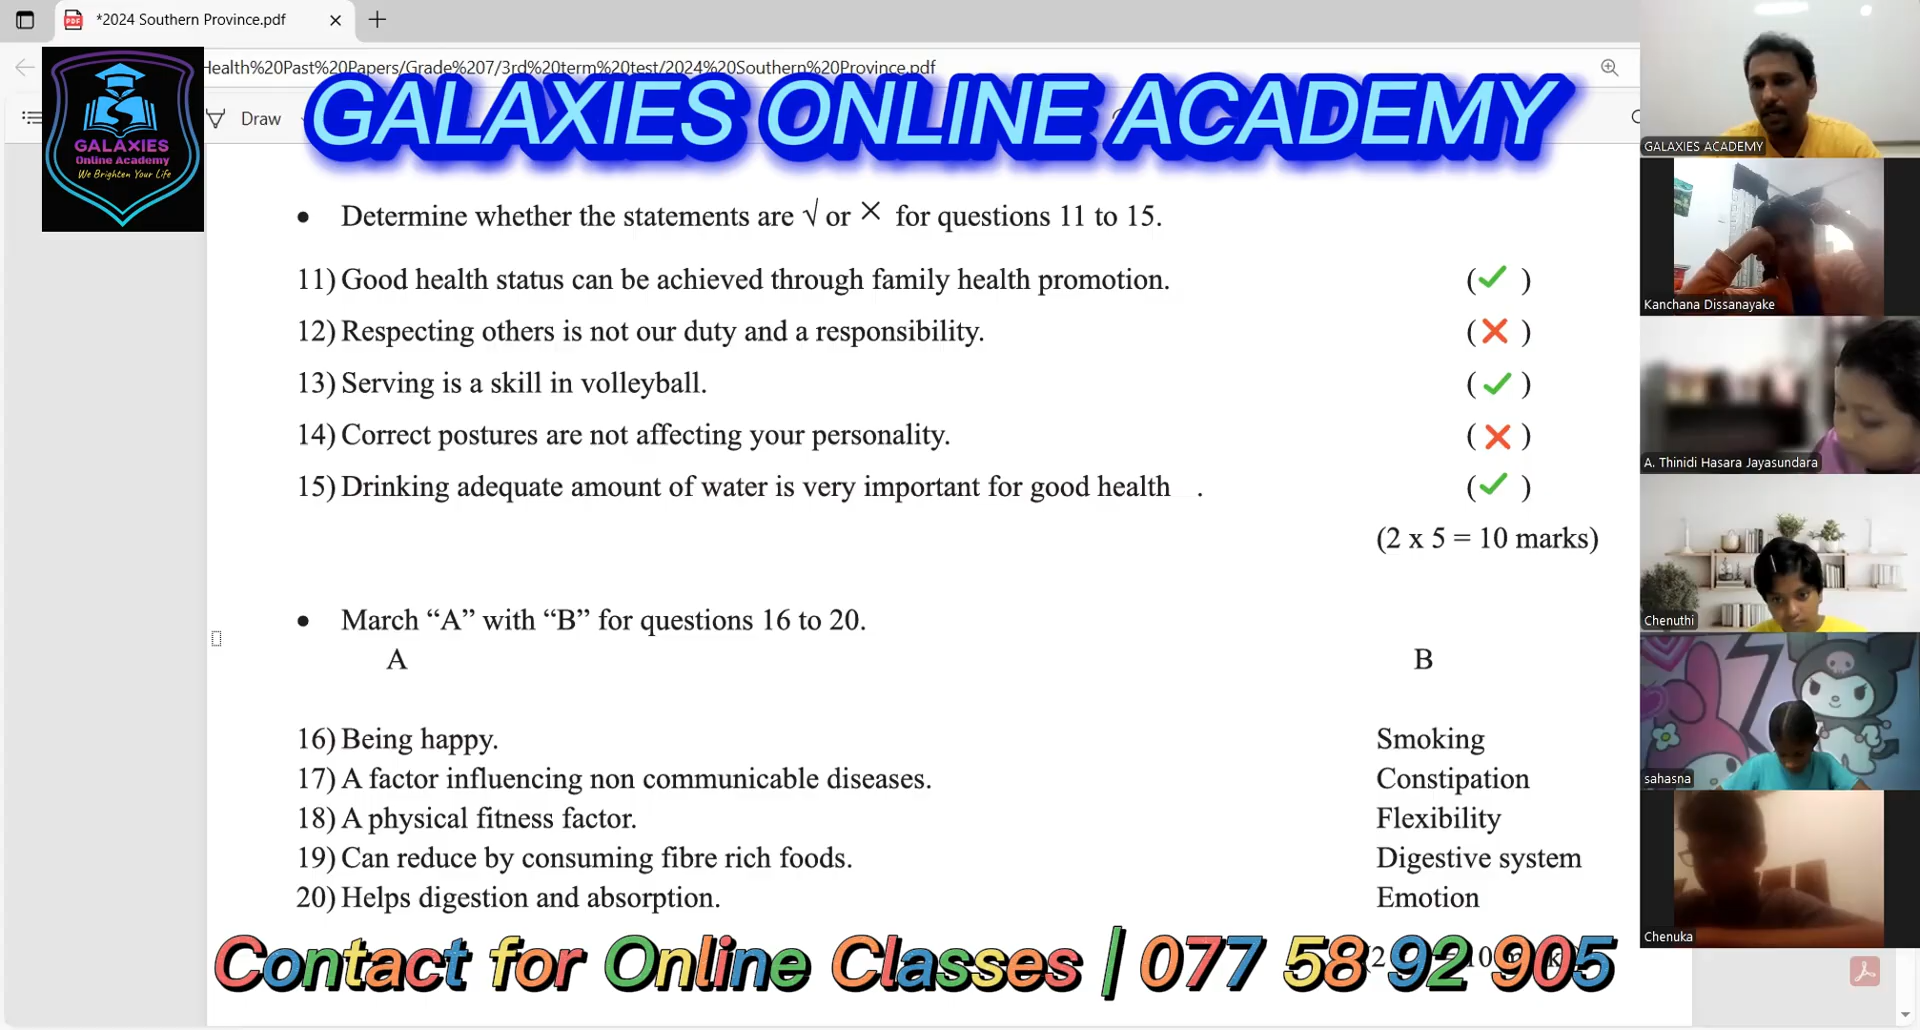 *2024 Southern Province.pdf
Health%20Past%20Papers/Grade%207/3rd%20term%20test/2024%20Southern%20Province.pdf
GALAXIES
Online Academy
We Brighten Your Life
Draw
GALAXIES ONLINE ACADEMY
• Determine whether the statements are √ or × for questions 11 to 15.
11) Good health status can be achieved through family health promotion. (✓)
12) Respecting others is not our duty and a responsibility. (✗)
13) Serving is a skill in volleyball. (✓)
14) Correct postures are not affecting your personality. (✗)
15) Drinking adequate amount of water is very important for good health . (✓)
(2 x 5 = 10 marks)
• March “A” with “B” for questions 16 to 20.
A B
16) Being happy. Smoking
17) A factor influencing non communicable diseases. Constipation
18) A physical fitness factor. Flexibility
19) Can reduce by consuming fibre rich foods. Digestive system
20) Helps digestion and absorption. Emotion
Contact for Online Classes | 077 58 92 905
GALAXIES ACADEMY
Kanchana Dissanayake
A. Thinidi Hasara Jayasundara
Chenuthi
sahasna
Chenuka